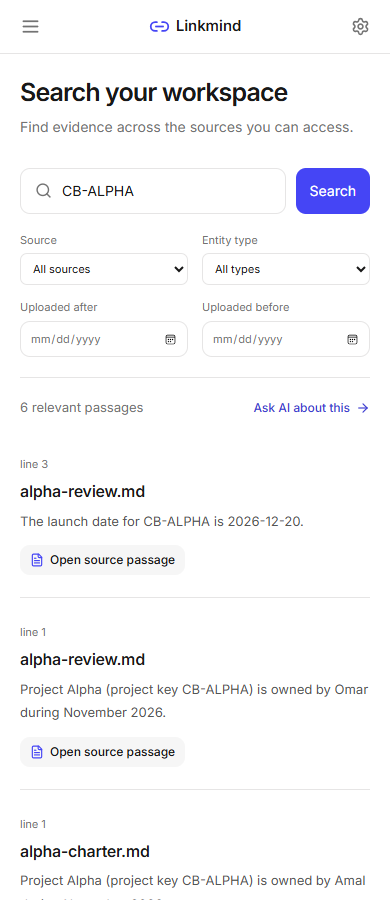 Linkmind
Search your workspace
Find evidence across the sources you can access.
CB-ALPHA
Search
Source
Entity type
All sources
All types
Uploaded after
Uploaded before
mm/dd/yyyy
mm/dd/yyyy
6 relevant passages
Ask AI about this
line 3
alpha-review.md
The launch date for CB-ALPHA is 2026-12-20.
Open source passage
line 1
alpha-review.md
Project Alpha (project key CB-ALPHA) is owned by Omar
during November 2026.
Open source passage
line 1
alpha-charter.md
Project Alpha (project key CB-ALPHA) is owned by Amal